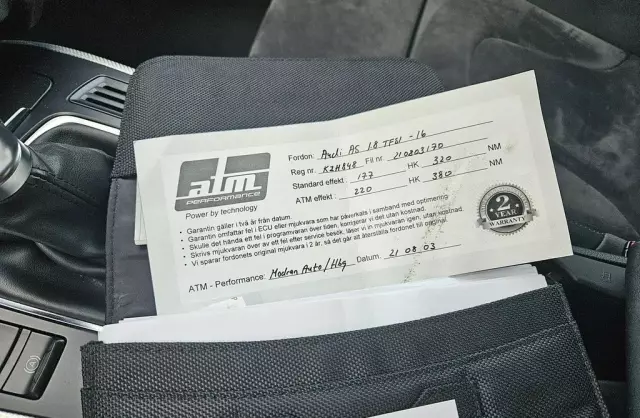 atm
PERFORMANCE
Power by technology
Fordon: Audi A5 1.8 TFSI -16
Reg nr: KZH848 Fil nr 210803170
Standard effekt: 177 HK 320 NM
ATM effekt: 220 HK 380 NM
• Garantin gäller i två år från datum.
• Garantin omfattar fel i ECU eller mjukvara som har påverkats i samband med optimering
• Skulle det hända ett fel i programvaran över tiden, korrigerar vi det utan kostnad.
• Skrivs mjukvaran över av ett fel efter service besök, lägger vi in mjukvaran igen, utan kostnad.
• Vi sparar fordonets original mjukvara i 2 år, så det går att återställa fordonet till original.
2
YEAR
WARRANTY
ATM - Performance: Modren Auto/Hbg Datum: 21 08 03